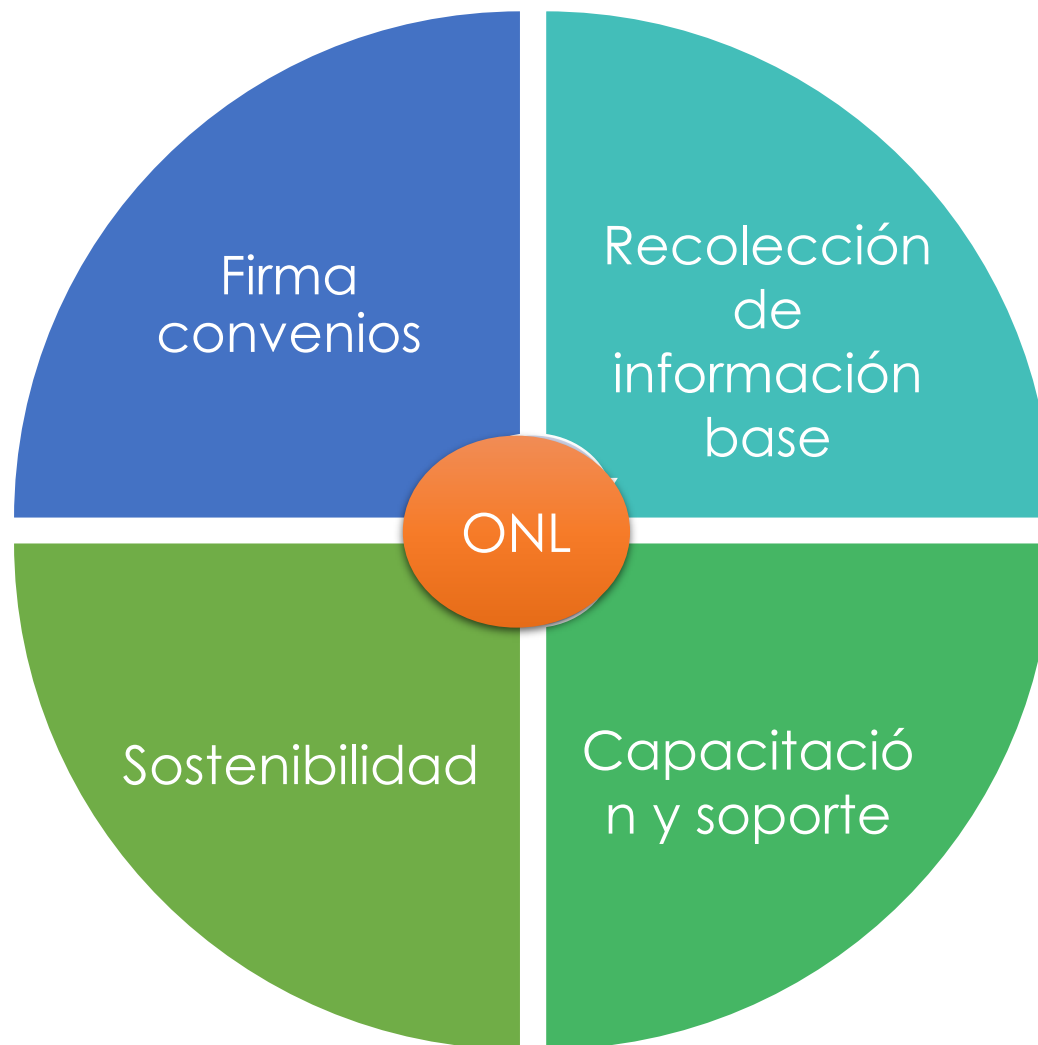 Firma
convenios
Recolección
de
información
base
ONL
Sostenibilidad
Capacitació
n y soporte